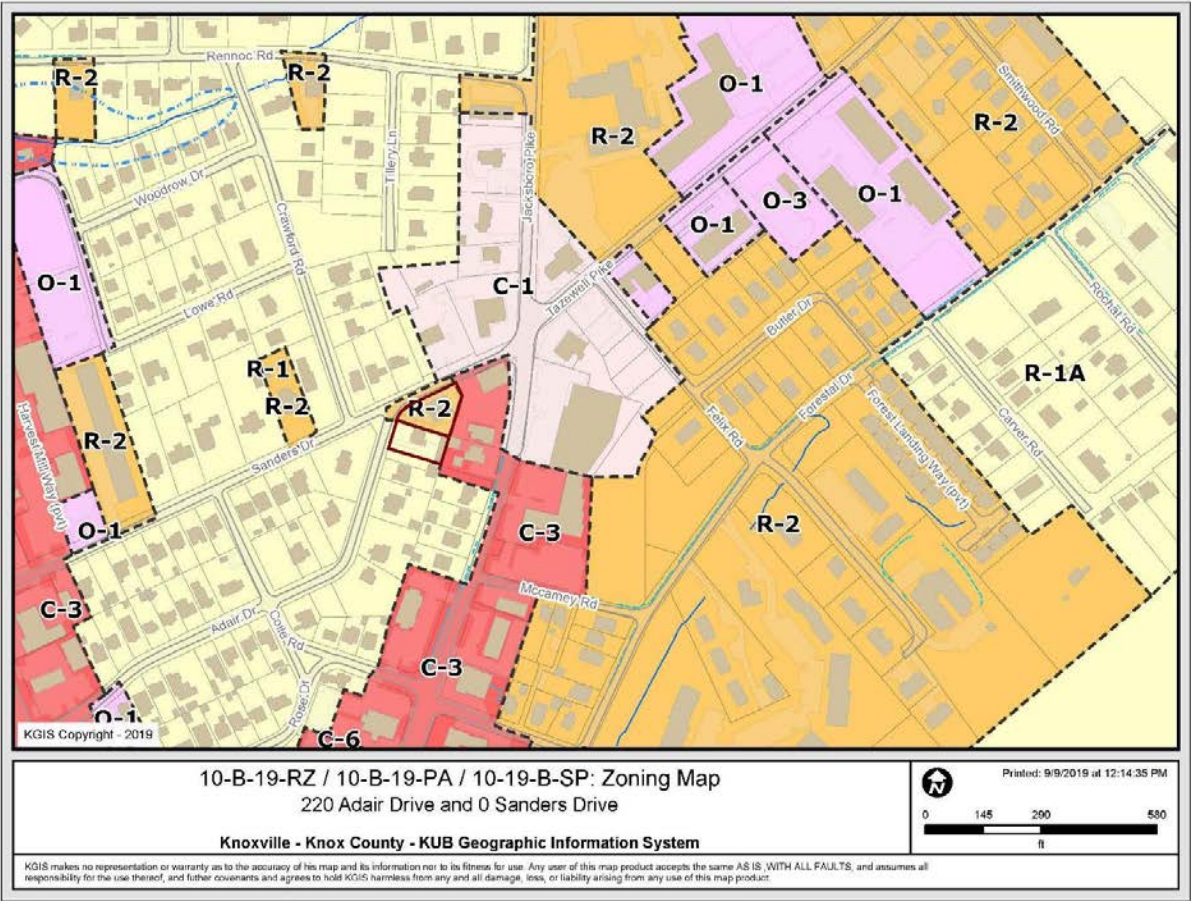 Rennoc Rd
R-2
R-2
O-1
Smithwood Rd
R-2
R-2
Tillery Ln
Jacksboro Pike
Woodrow Dr
O-1
O-3
O-1
Crawford Rd
O-1
C-1
Tazewell Pike
Lowe Rd
Butler Dr
Rochat Rd
R-1
R-2
R-2
R-1A
Forestal Dr
Felix Rd
Forest Landing Way (pvt)
Carver Rd
Harvest Mill Way (pvt)
R-2
Sanders Dr
O-1
C-3
R-2
Mccamey Rd
C-3
Adair Dr
Coile Rd
C-3
Rose Dr
O-1
C-6
KGIS Copyright - 2019
10-B-19-RZ / 10-B-19-PA / 10-19-B-SP: Zoning Map
220 Adair Drive and 0 Sanders Drive
Knoxville - Knox County - KUB Geographic Information System
N
Printed: 9/9/2019 at 12:14:35 PM
0 145 290 580
ft
KGIS makes no representation or warranty as to the accuracy of his map and its information nor to its fitness for use. Any user of this map product accepts the same AS IS ,WITH ALL FAULTS, and assumes all
responsibility for the use thereof, and futher covenants and agrees to hold KGIS harmless from any and all damage, loss, or liability arising from any use of this map product.